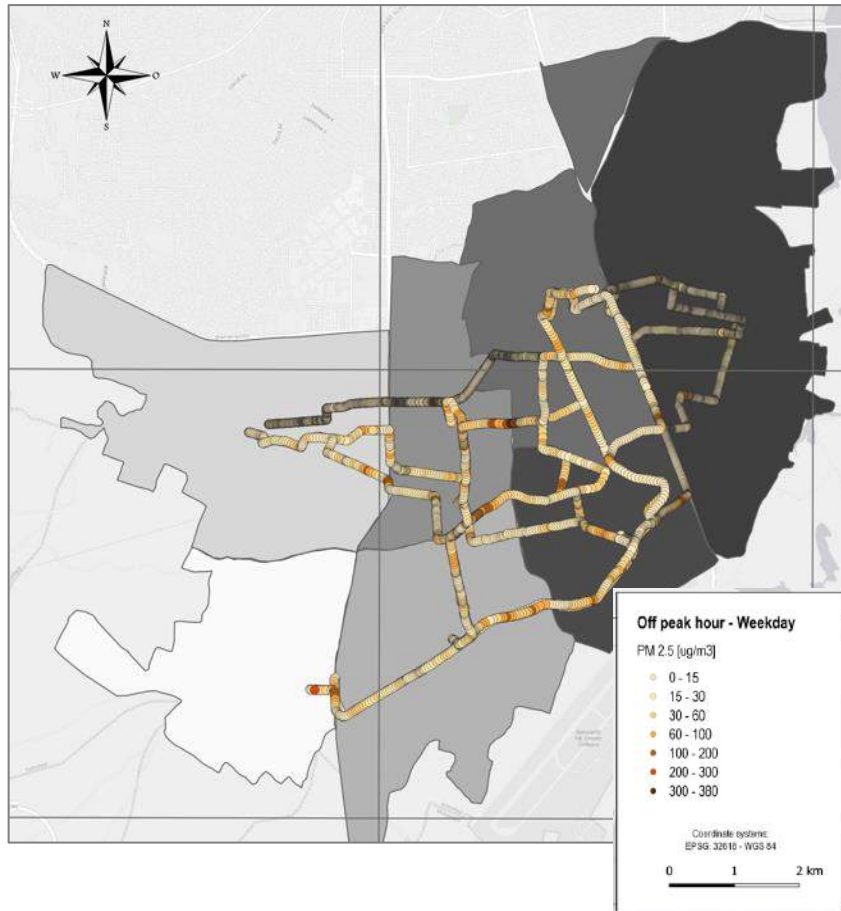 N
W
O
S
Off peak hour - Weekday
PM 2.5 [ug/m3]
0 - 15
15 - 30
30 - 60
60 - 100
100 - 200
200 - 300
300 - 380
Coordinate systems:
EPSG: 32618 - WGS 84
0 1 2 km